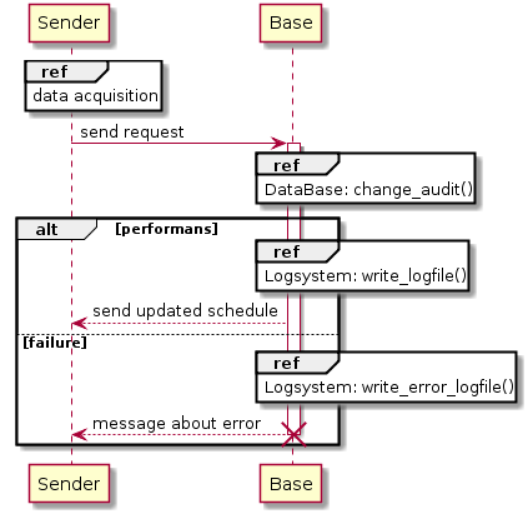 Sender Base
ref
data acquisition
send request
ref
DataBase: change_audit()
alt [performans]
ref
Logsystem: write_logfile()
send updated schedule
[failure]
ref
Logsystem: write_error_logfile()
message about error
Sender Base